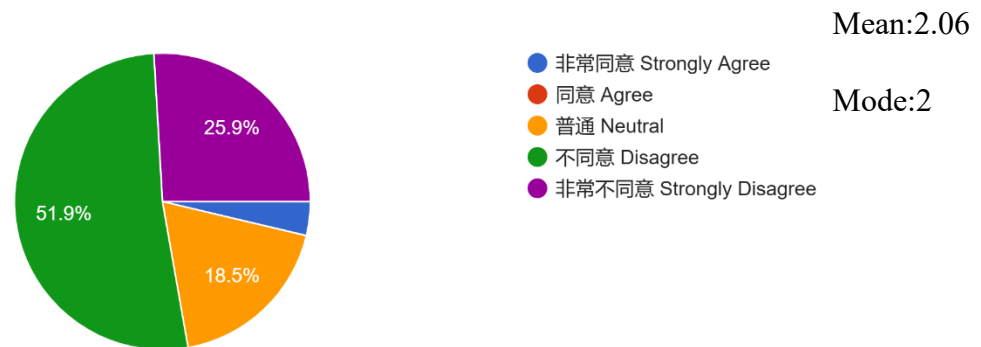 Mean:2.06
Mode:2
非常同意 Strongly Agree
同意 Agree
普通 Neutral
不同意 Disagree
非常不同意 Strongly Disagree
25.9%
51.9%
18.5%